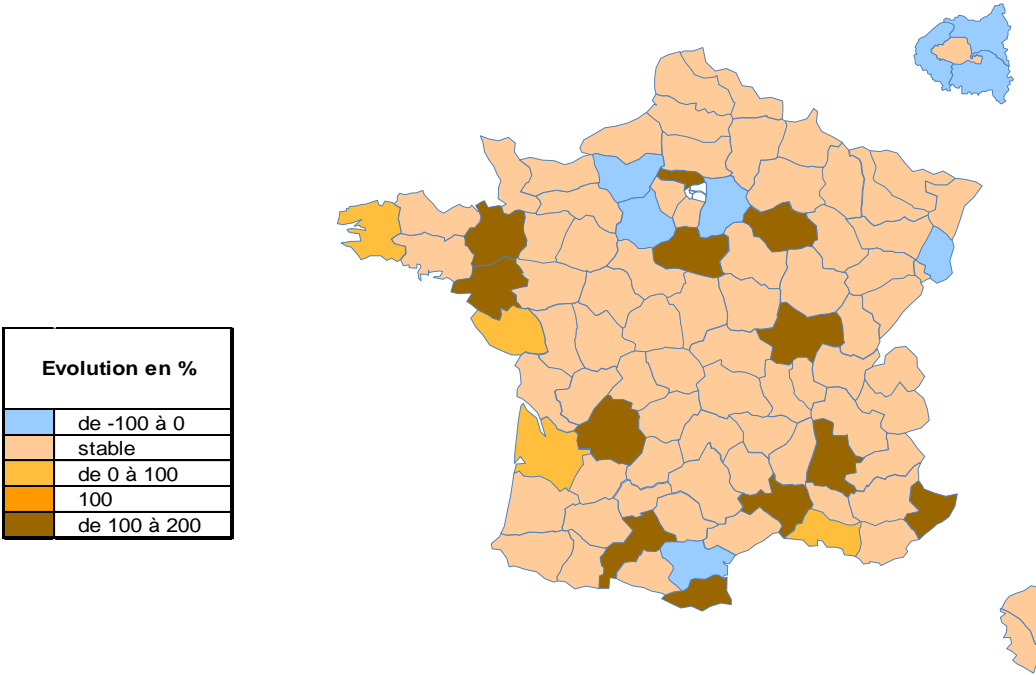 Evolution en %
de -100 à 0
stable
de 0 à 100
100
de 100 à 200